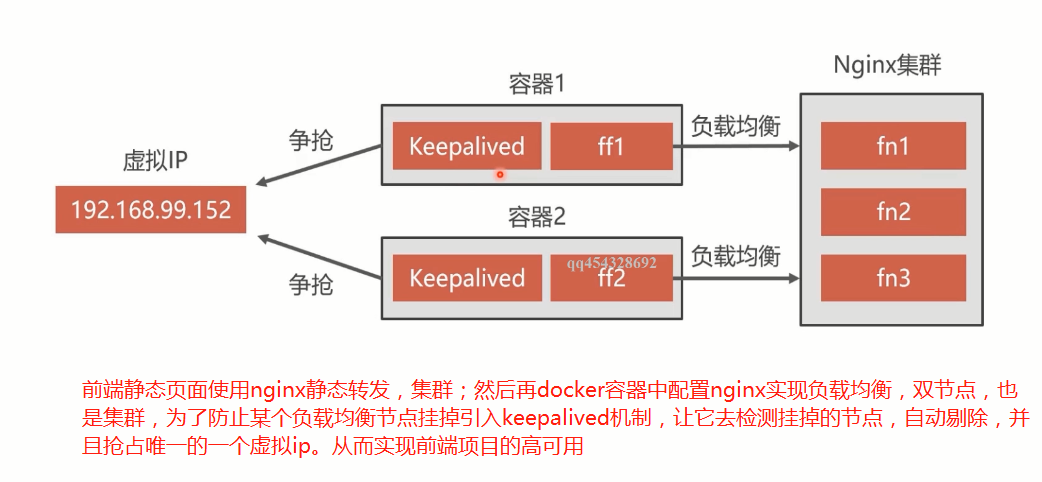 Nginx集群
容器1
争抢
Keepalived
ff1
负载均衡
fn1
虚拟IP
192.168.99.152
fn2
容器2
争抢
Keepalived
qq454328692
ff2
负载均衡
fn3
前端静态页面使用nginx静态转发，集群；然后再docker容器中配置nginx实现负载均衡，双节点，也
是集群，为了防止某个负载均衡节点挂掉引入keepalived机制，让它去检测挂掉的节点，自动剔除，并
且抢占唯一的一个虚拟ip。从而实现前端项目的高可用